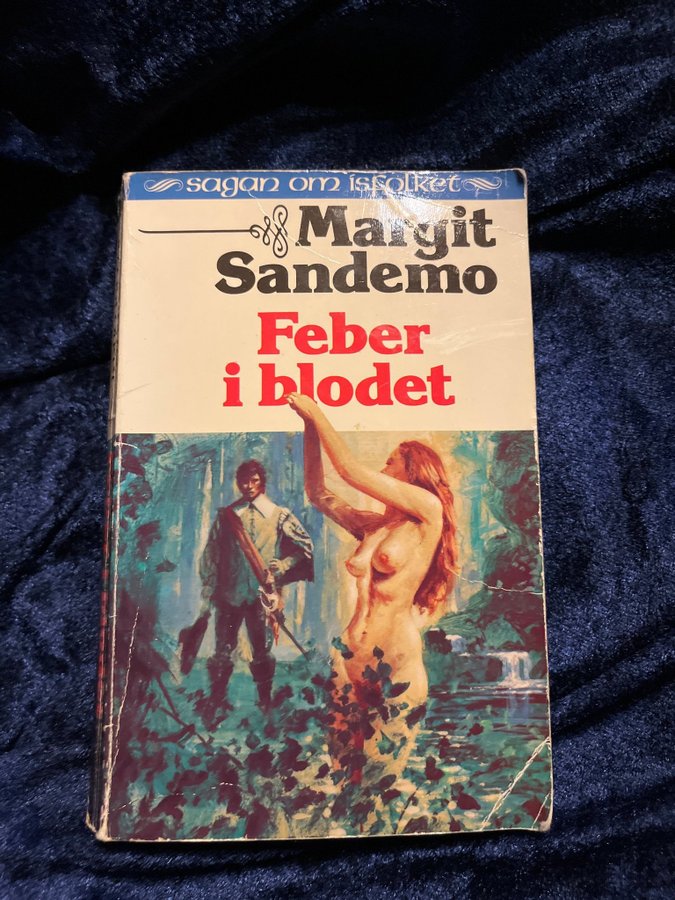 sagan om isfolket
Margit
Sandemo
Feber
i blodet